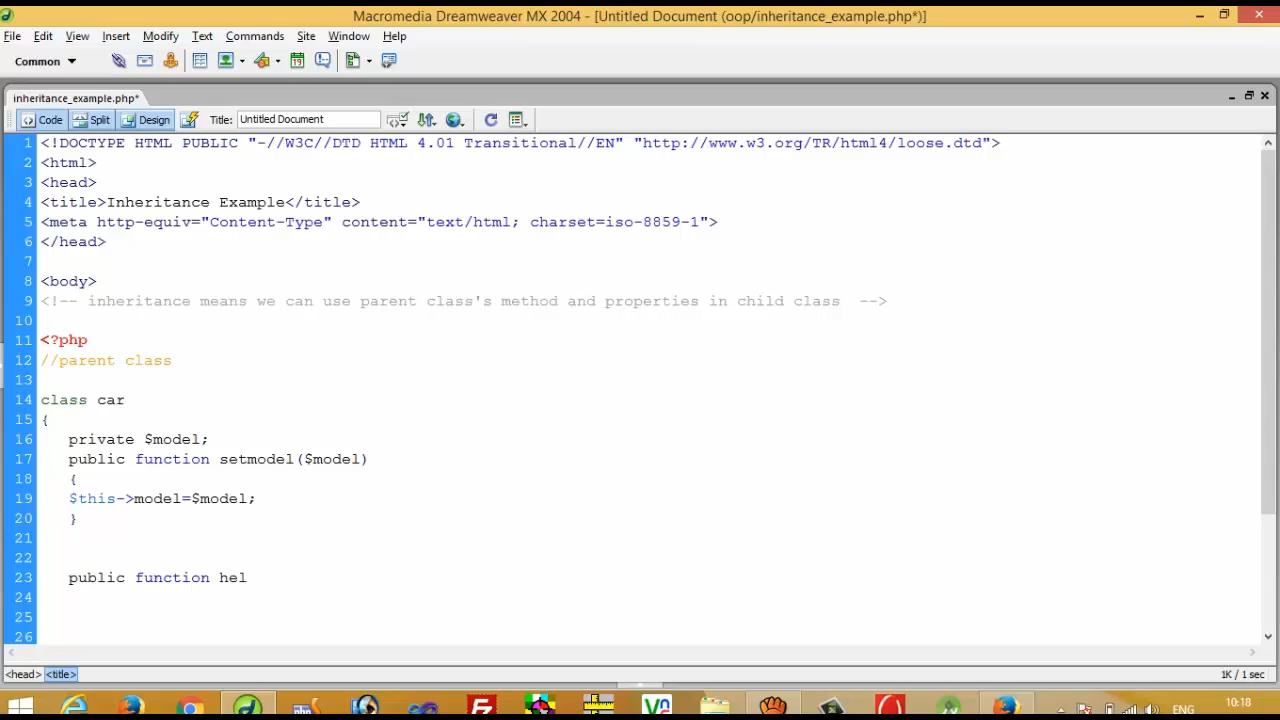 Macromedia Dreamweaver MX 2004 - [Untitled Document (oop/inheritance_example.php*)]
File Edit View Insert Modify Text Commands Site Window Help
Common
inheritance_example.php*
Code Split Design Title: Untitled Document
1 <!DOCTYPE HTML PUBLIC "-//W3C//DTD HTML 4.01 Transitional//EN" "http://www.w3.org/TR/html4/loose.dtd">
2 <html>
3 <head>
4 <title>Inheritance Example</title>
5 <meta http-equiv="Content-Type" content="text/html; charset=iso-8859-1">
6 </head>
7
8 <body>
9 <!-- inheritance means we can use parent class's method and properties in child class  -->
10
11 <?php
12 //parent class
13
14 class car
15 {
16 private $model;
17 public function setmodel($model)
18 {
19 $this->model=$model;
20 }
21
22
23 public function hel
24
25
26
<head> <title> 1K / 1 sec
ENG 10:18